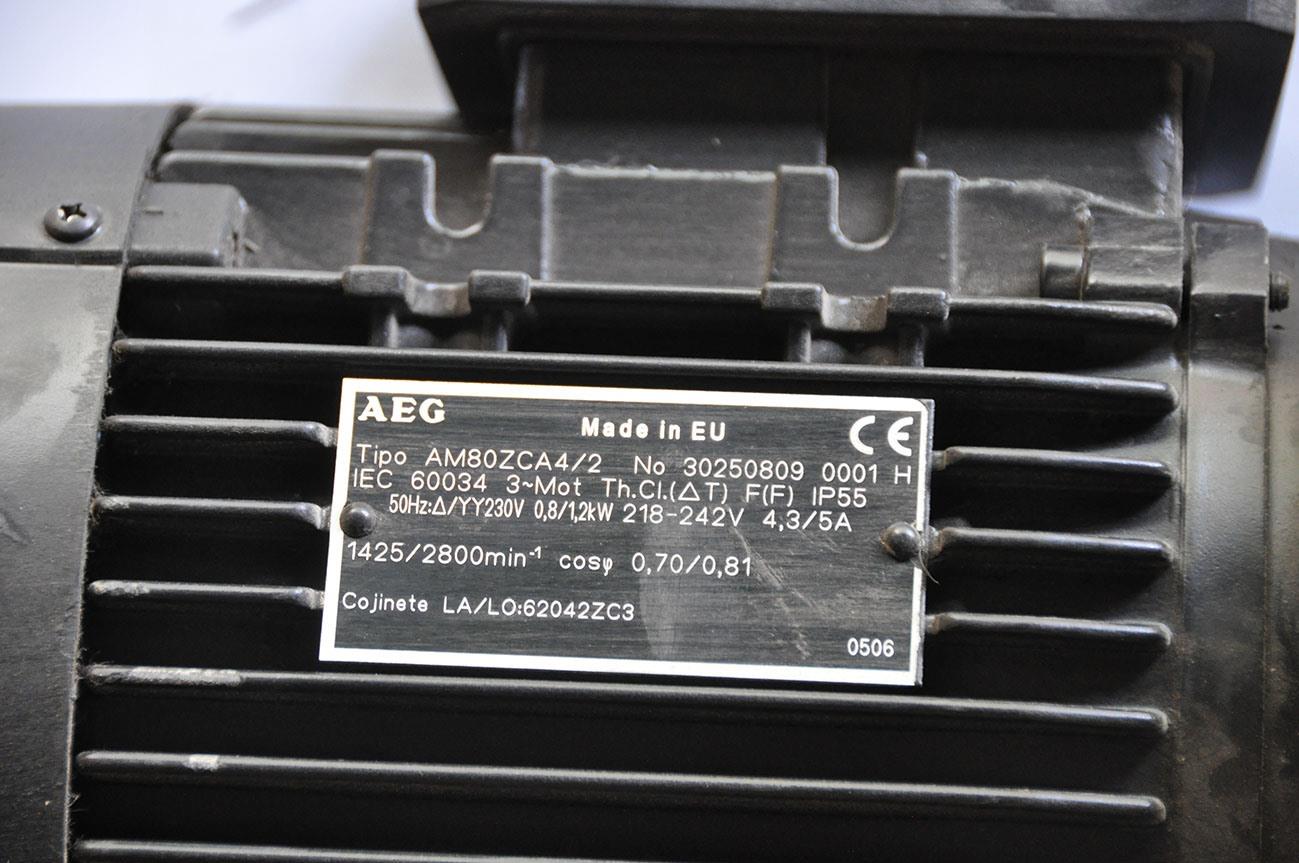 AEG
Made in EU
CE
Tipo AM80ZCA4/2 No 30250809 0001 H
IEC 60034 3~Mot Th.Cl.(ΔT) F(F) IP55
50Hz:Δ/YY230V 0,8/1,2kW 218-242V 4,3/5A
1425/2800min⁻¹ cosφ 0,70/0,81
Cojinete LA/LO:62042ZC3
0506